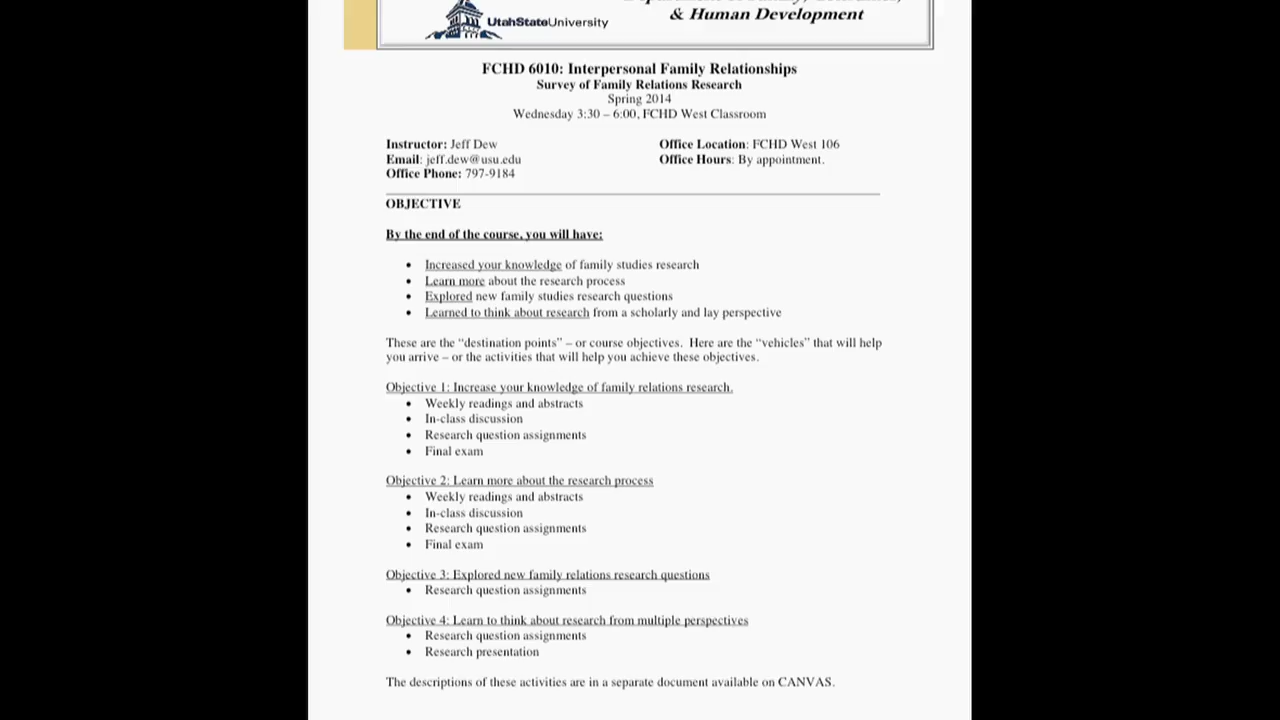 & Human Development
UtahStateUniversity
FCHD 6010: Interpersonal Family Relationships
Survey of Family Relations Research
Spring 2014
Wednesday 3:30 – 6:00, FCHD West Classroom
Instructor: Jeff Dew
Office Location: FCHD West 106
Email: jeff.dew@usu.edu
Office Hours: By appointment.
Office Phone: 797-9184
OBJECTIVE
By the end of the course, you will have:
• Increased your knowledge of family studies research
• Learn more about the research process
• Explored new family studies research questions
• Learned to think about research from a scholarly and lay perspective
These are the “destination points” – or course objectives. Here are the “vehicles” that will help
you arrive – or the activities that will help you achieve these objectives.
Objective 1: Increase your knowledge of family relations research.
• Weekly readings and abstracts
• In-class discussion
• Research question assignments
• Final exam
Objective 2: Learn more about the research process
• Weekly readings and abstracts
• In-class discussion
• Research question assignments
• Final exam
Objective 3: Explored new family relations research questions
• Research question assignments
Objective 4: Learn to think about research from multiple perspectives
• Research question assignments
• Research presentation
The descriptions of these activities are in a separate document available on CANVAS.